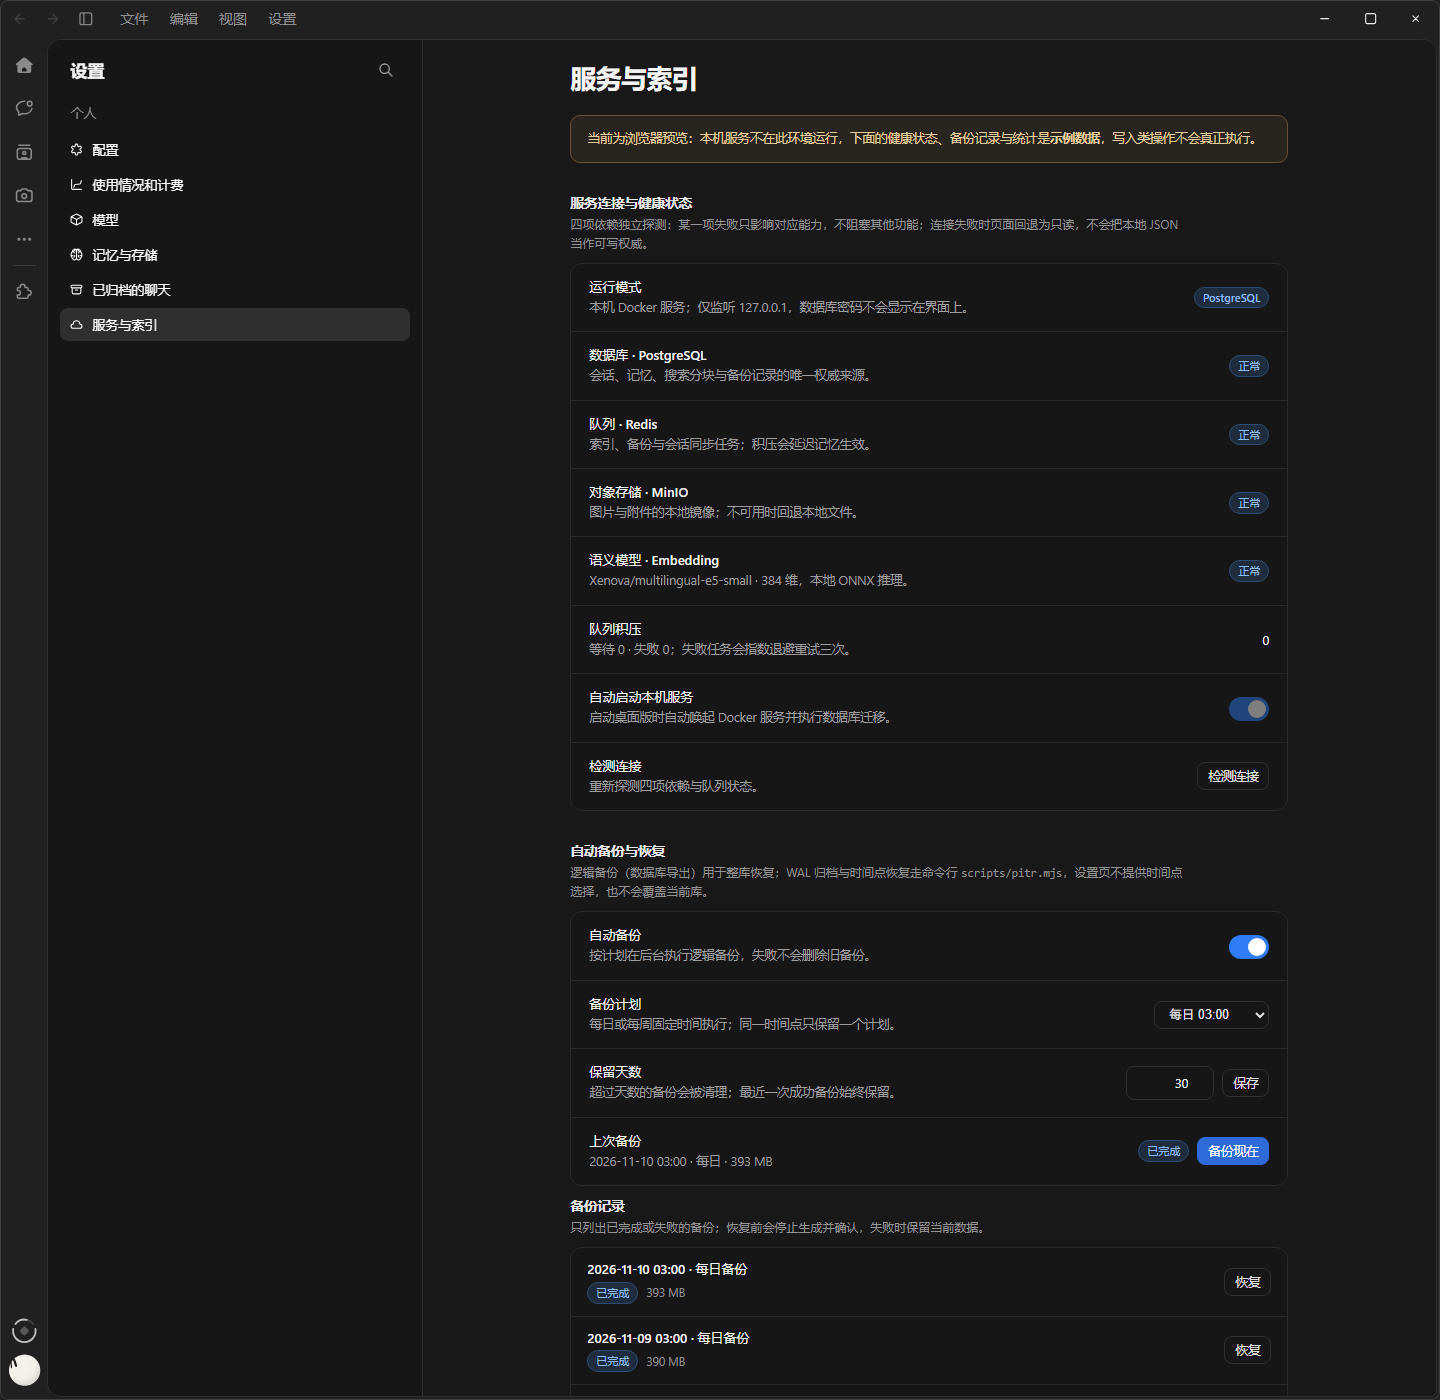 文件 编辑 视图 设置
设置
个人
配置
使用情况和计费
模型
记忆与存储
已归档的聊天
服务与索引
服务与索引
当前为浏览器预览：本机服务不在此环境运行，下面的健康状态、备份记录与统计是示例数据，写入类操作不会真正执行。
服务连接与健康状态
四项依赖独立探测：某一项失败只影响对应能力，不阻塞其他功能；连接失败时页面回退为只读，不会把本地 JSON
当作可写权威。
运行模式
本机 Docker 服务；仅监听 127.0.0.1，数据库密码不会显示在界面上。
PostgreSQL
数据库 · PostgreSQL
会话、记忆、搜索分块与备份记录的唯一权威来源。
正常
队列 · Redis
索引、备份与会话同步任务；积压会延迟记忆生效。
正常
对象存储 · MinIO
图片与附件的本地镜像；不可用时回退本地文件。
正常
语义模型 · Embedding
Xenova/multilingual-e5-small · 384 维，本地 ONNX 推理。
正常
队列积压
等待 0 · 失败 0；失败任务会指数退避重试三次。
0
自动启动本机服务
启动桌面版时自动唤起 Docker 服务并执行数据库迁移。
检测连接
重新探测四项依赖与队列状态。
检测连接
自动备份与恢复
逻辑备份（数据库导出）用于整库恢复；WAL 归档与时间点恢复走命令行 scripts/pitr.mjs，设置页不提供时间点
选择，也不会覆盖当前库。
自动备份
按计划在后台执行逻辑备份，失败不会删除旧备份。
备份计划
每日或每周固定时间执行；同一时间点只保留一个计划。
每日 03:00
保留天数
超过天数的备份会被清理；最近一次成功备份始终保留。
30 保存
上次备份
2026-11-10 03:00 · 每日 · 393 MB
已完成 备份现在
备份记录
只列出已完成或失败的备份；恢复前会停止生成并确认，失败时保留当前数据。
2026-11-10 03:00 · 每日备份
已完成 393 MB
恢复
2026-11-09 03:00 · 每日备份
已完成 390 MB
恢复